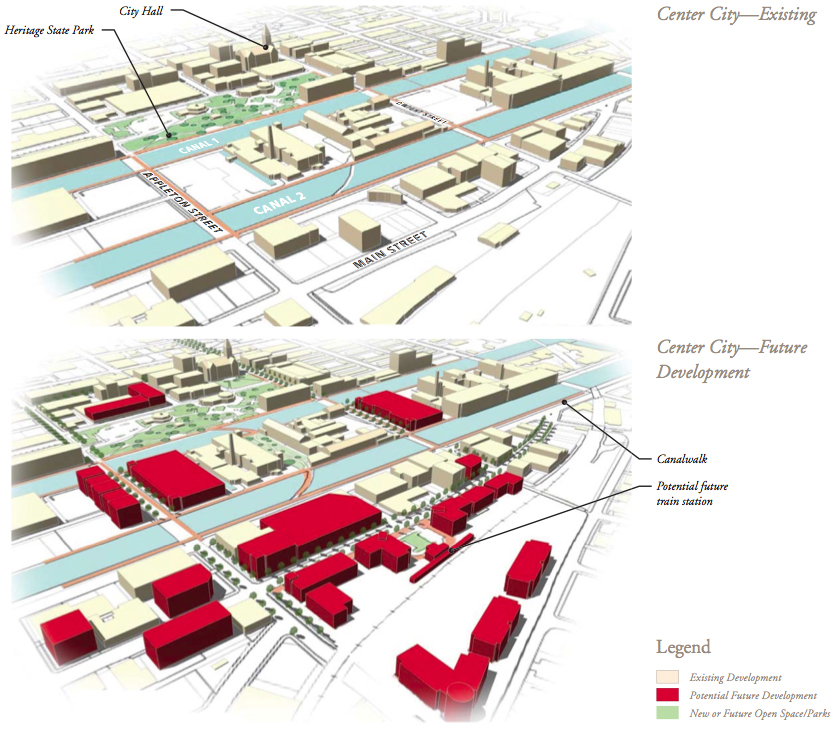 City Hall
Center City—Existing
Heritage State Park
DWIGHT STREET
CANAL 1
APPLETON STREET
CANAL 2
MAIN STREET
Center City—Future
Development
Canalwalk
Potential future
train station
Legend
Existing Development
Potential Future Development
New or Future Open Space/Parks